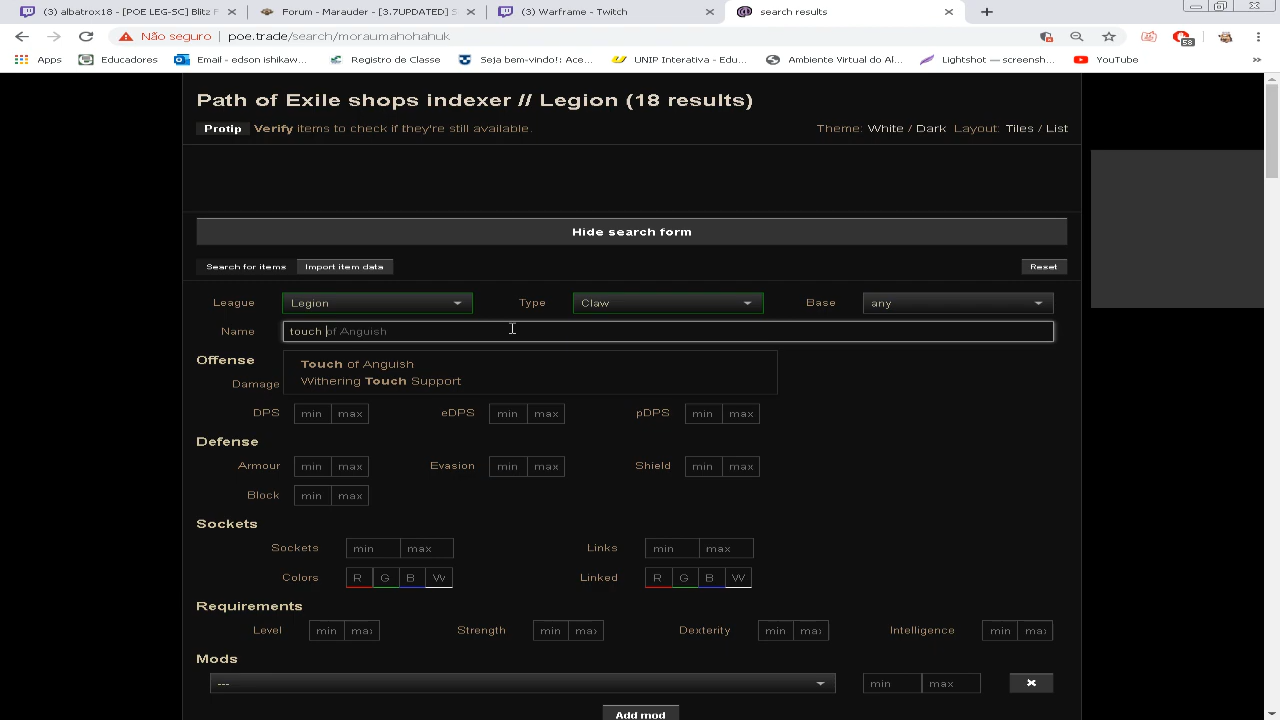 (3) albatrox18 - [POE LEG-SC] Blitz F
Forum - Marauder - [3.7UPDATED] S
(3) Warframe - Twitch
search results
Não seguro
poe.trade/search/moraumahohahuk
58
Apps
Educadores
Email - edson ishikaw...
Registro de Classe
Seja bem-vindo!: Ace...
UNIP Interativa - Edu...
Ambiente Virtual do Al...
Lightshot — screensh...
YouTube
Path of Exile shops indexer // Legion (18 results)
Protip Verify items to check if they're still available.
Theme: White / Dark Layout: Tiles / List
Hide search form
Search for items
Import item data
Reset
League Legion Type Claw Base any
Name touch of Anguish
Offense
Touch of Anguish
Withering Touch Support
Damage
DPS min max eDPS min max pDPS min max
Defense
Armour min max Evasion min max Shield min max
Block min max
Sockets
Sockets min max Links min max
Colors R G B W Linked R G B W
Requirements
Level min max Strength min max Dexterity min max Intelligence min max
Mods
--- min max
Add mod